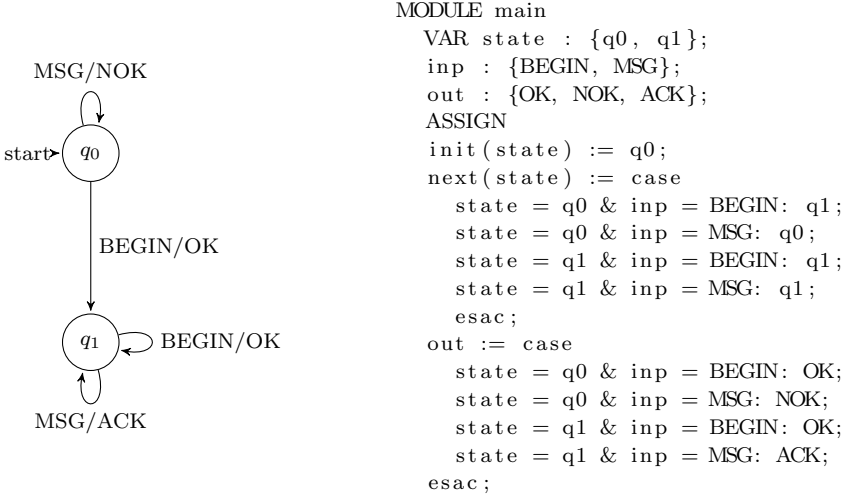 MSG/NOK
start
q0
BEGIN/OK
q1
BEGIN/OK
MSG/ACK
MODULE main
VAR state : {q0, q1};
inp : {BEGIN, MSG};
out : {OK, NOK, ACK};
ASSIGN
init(state) := q0;
next(state) := case
state = q0 & inp = BEGIN: q1;
state = q0 & inp = MSG: q0;
state = q1 & inp = BEGIN: q1;
state = q1 & inp = MSG: q1;
esac;
out := case
state = q0 & inp = BEGIN: OK;
state = q0 & inp = MSG: NOK;
state = q1 & inp = BEGIN: OK;
state = q1 & inp = MSG: ACK;
esac;